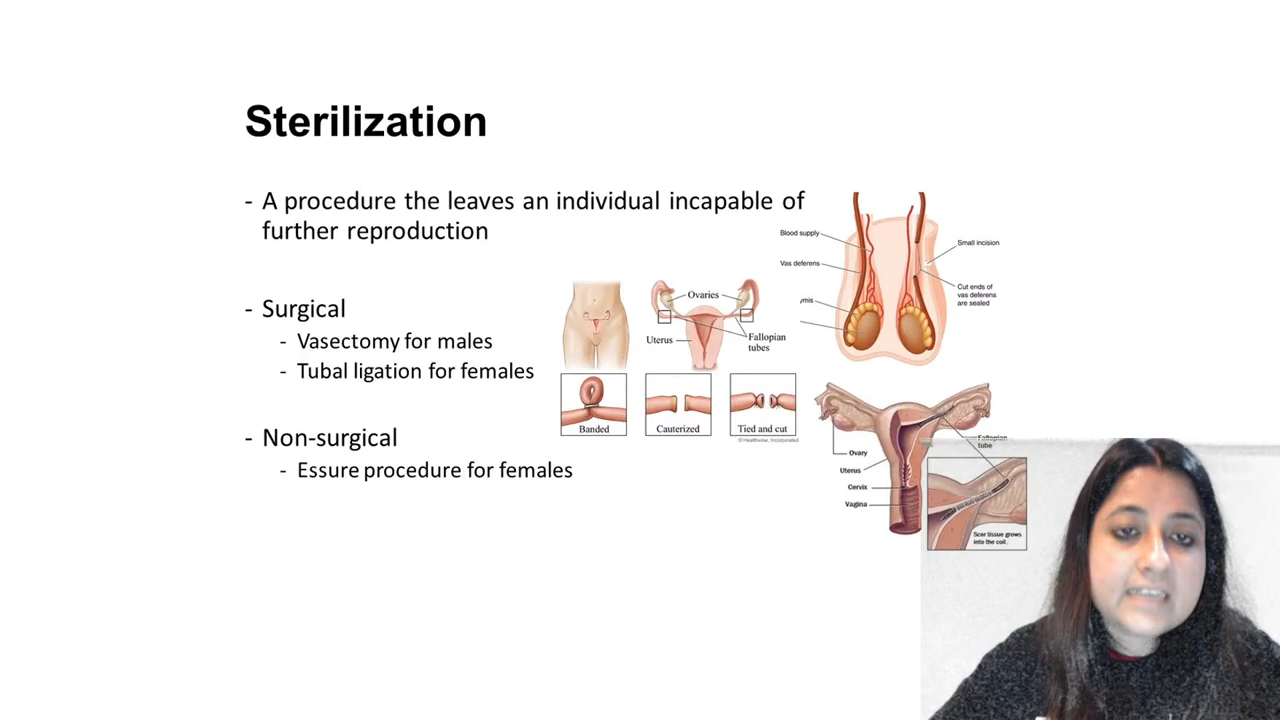 Sterilization
- A procedure the leaves an individual incapable of
further reproduction
- Surgical
- Vasectomy for males
- Tubal ligation for females
- Non-surgical
- Essure procedure for females
Ovaries
Uterus
Fallopian
tubes
Banded
Cauterized
Tied and cut
© Healthwise, Incorporated
Blood supply
Vas deferens
ymis
Small incision
Cut ends of
vas deferens
are sealed
Ovary
Uterus
Cervix
Vagina
Fallopian
tube
Scar tissue grows
into the coil.